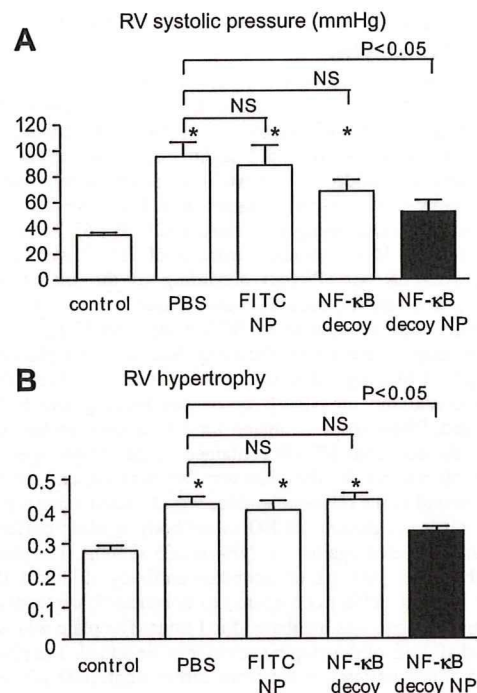 RV systolic pressure (mmHg)
A
P<0.05
NS
NS
* * *
120
100
80
60
40
20
0
control PBS FITC NP NF-κB decoy NF-κB decoy NP
B
RV hypertrophy
P<0.05
NS
NS
* * *
0.5
0.4
0.3
0.2
0.1
0
control PBS FITC NP NF-κB decoy NF-κB decoy NP